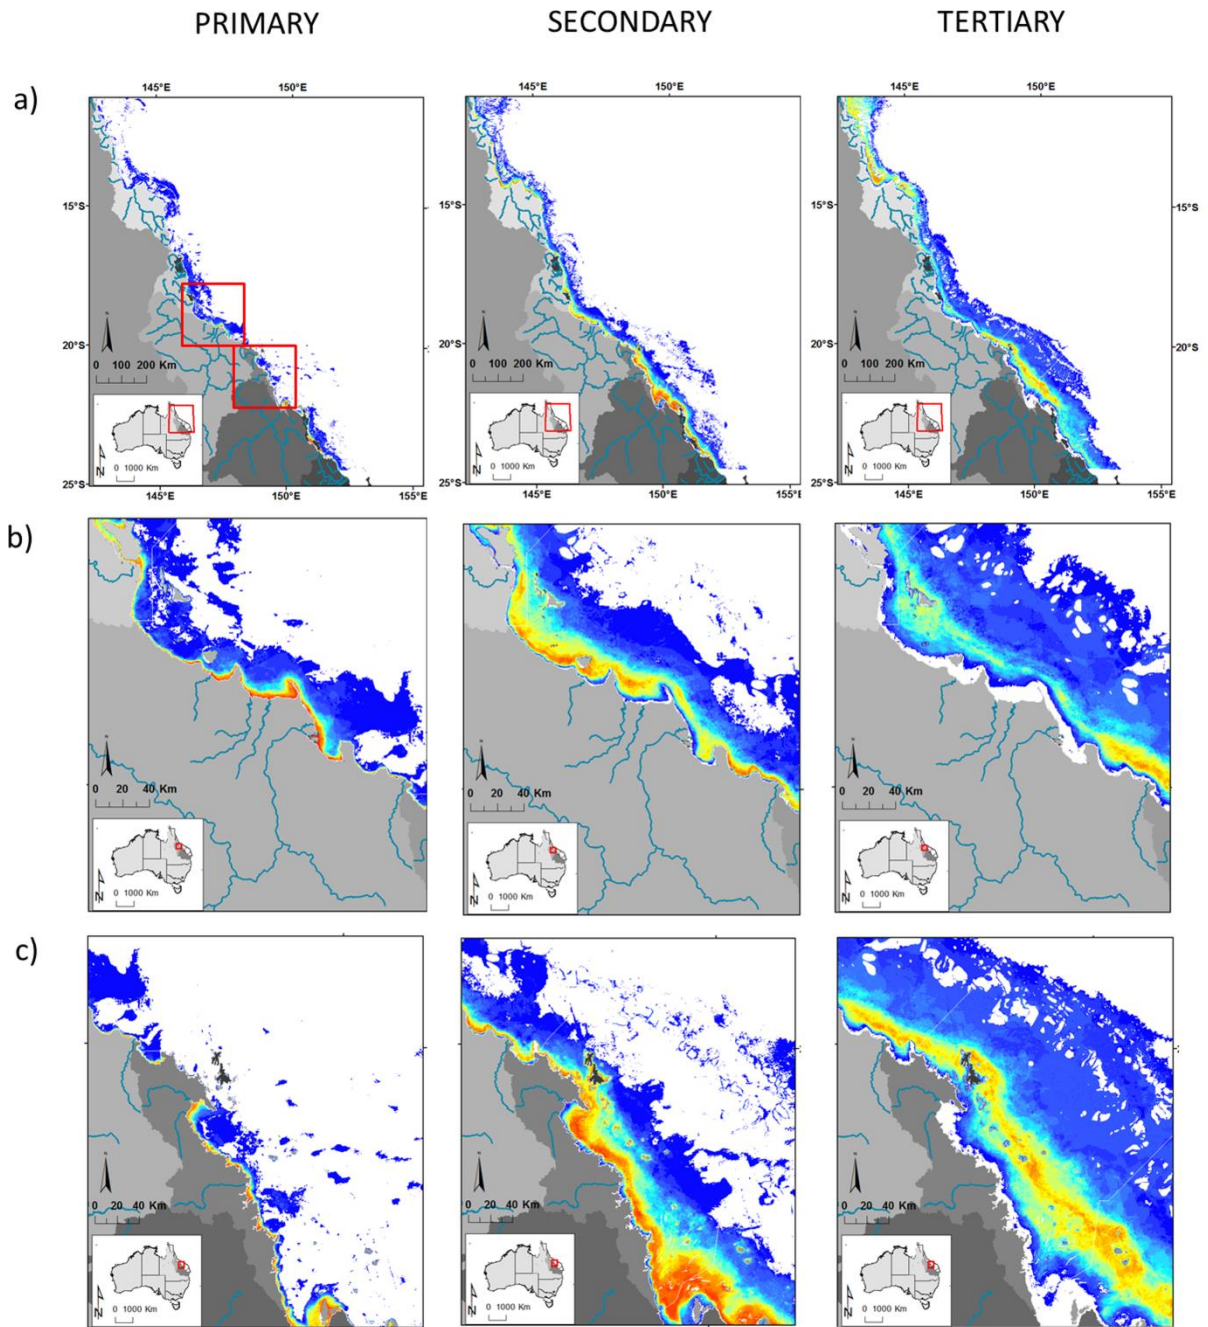 PRIMARY SECONDARY TERTIARY
a)
145°E 150°E 145°E 150°E 145°E 150°E
15°S 15°S 15°S
20°S 20°S 20°S
N N N
0 100 200 Km 0 100 200 Km 0 100 200 Km
N 0 1000 Km N 0 1000 Km N 0 1000 Km
25°S 25°S 25°S
145°E 150°E 155°E 145°E 150°E 155°E 145°E 150°E 155°E
b)
N N N
0 20 40 Km 0 20 40 Km 0 20 40 Km
N 0 1000 Km N 0 1000 Km N 0 1000 Km
c)
N N N
0 20 40 Km 0 20 40 Km 0 20 40 Km
N 0 1000 Km N 0 1000 Km N 0 1000 Km